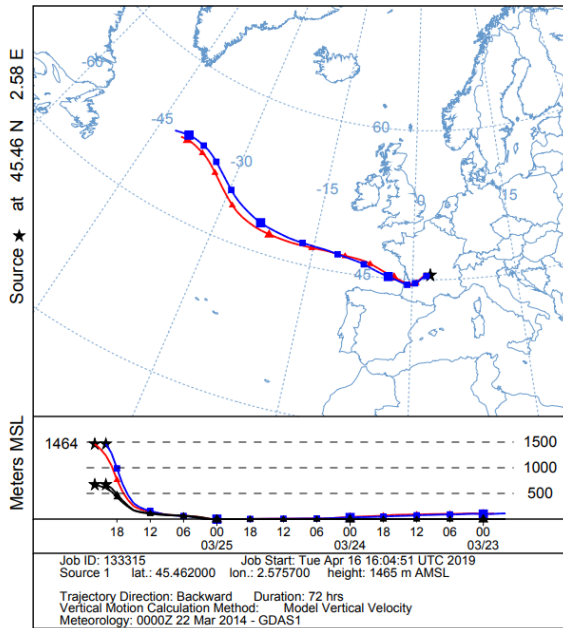 Source ★ at 45.46 N 2.58 E
-60
-45
-30
-15
60
0
15
45
Meters MSL
1464
1500
1000
500
18 12 06 00 18 12 06 00 18 12 06 00
03/25 03/24 03/23
Job ID: 133315 Job Start: Tue Apr 16 16:04:51 UTC 2019
Source 1 lat.: 45.462000 lon.: 2.575700 height: 1465 m AMSL
Trajectory Direction: Backward Duration: 72 hrs
Vertical Motion Calculation Method: Model Vertical Velocity
Meteorology: 0000Z 22 Mar 2014 - GDAS1